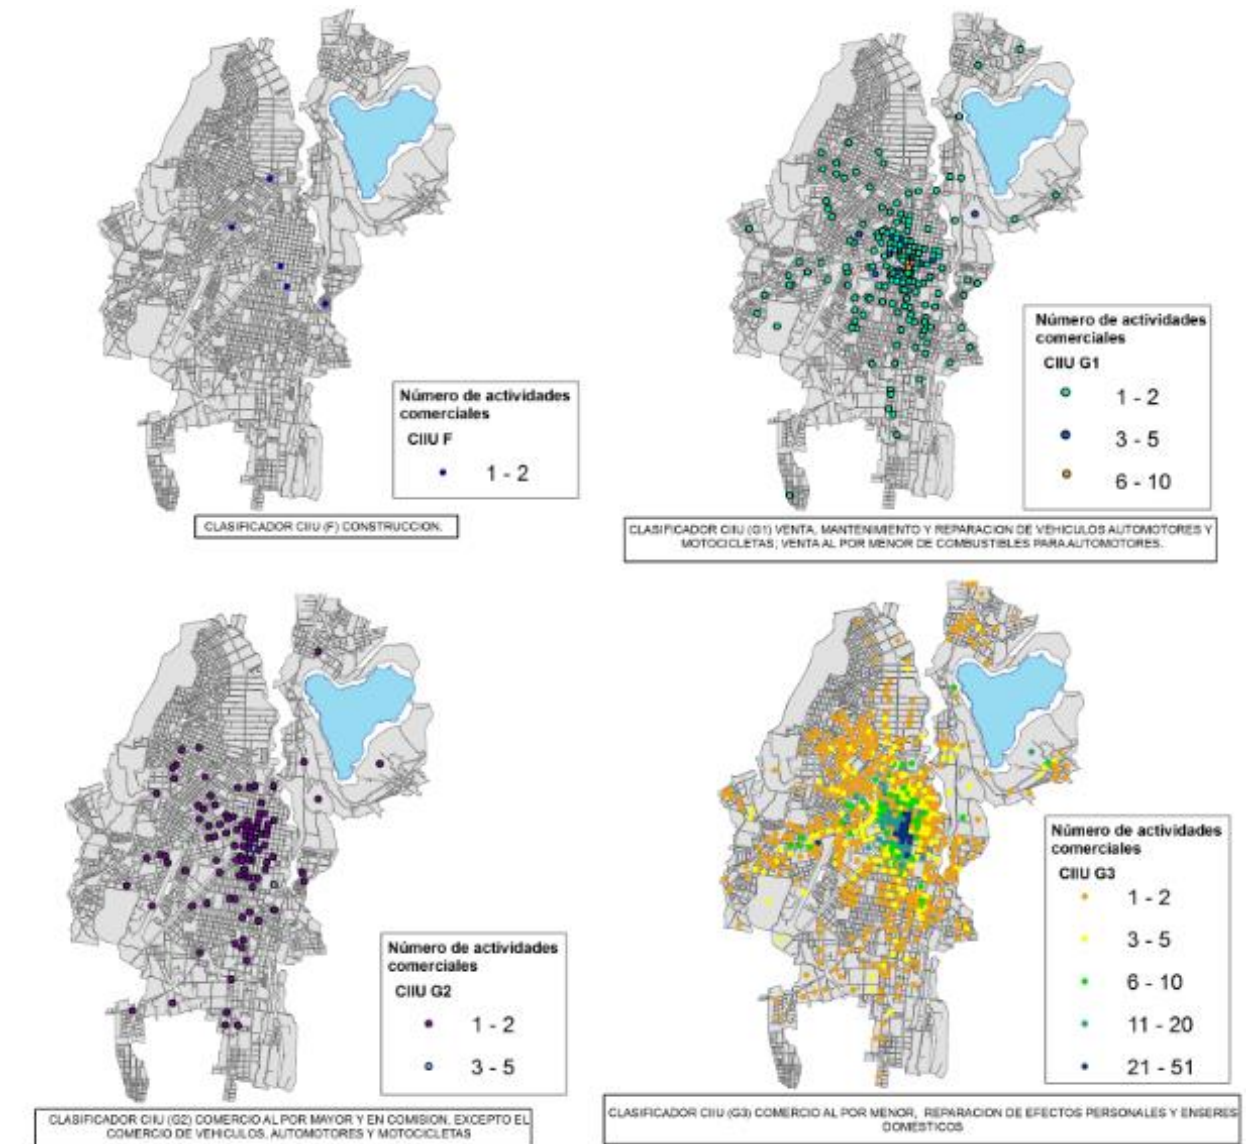 Número de actividades
comerciales
CIIU F
1 - 2
CLASIFICADOR CIIU (F) CONSTRUCCION.
Número de actividades
comerciales
CIIU G1
1 - 2
3 - 5
6 - 10
CLASIFICADOR CIIU (G1) VENTA, MANTENIMIENTO Y REPARACION DE VEHICULOS AUTOMOTORES Y
MOTOCICLETAS; VENTA AL POR MENOR DE COMBUSTIBLES PARA AUTOMOTORES.
Número de actividades
comerciales
CIIU G2
1 - 2
3 - 5
CLASIFICADOR CIIU (G2) COMERCIO AL POR MAYOR Y EN COMISION, EXCEPTO EL
COMERCIO DE VEHICULOS, AUTOMOTORES Y MOTOCICLETAS
Número de actividades
comerciales
CIIU G3
1 - 2
3 - 5
6 - 10
11 - 20
21 - 51
CLASIFICADOR CIIU (G3) COMERCIO AL POR MENOR, REPARACION DE EFECTOS PERSONALES Y ENSERES
DOMESTICOS